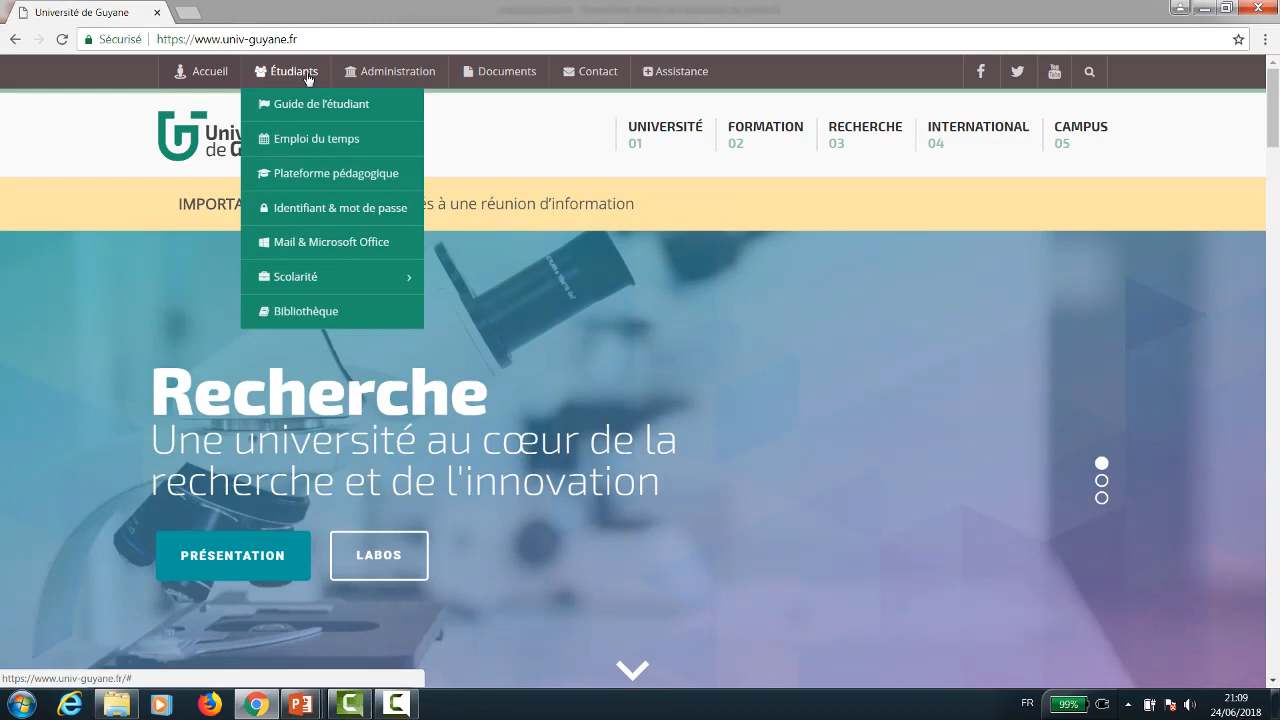 Université de Guyane
Sécurisé
https://www.univ-guyane.fr
Accueil
Étudiants
Administration
Documents
Contact
Assistance
Guide de l'étudiant
Emploi du temps
Plateforme pédagogique
Identifiant & mot de passe
Mail & Microsoft Office
Scolarité
Bibliothèque
Univ
de G
UNIVERSITÉ
01
FORMATION
02
RECHERCHE
03
INTERNATIONAL
04
CAMPUS
05
IMPORTA
es à une réunion d'information
Recherche
Une université au cœur de la
recherche et de l'innovation
PRÉSENTATION
LABOS
https://www.univ-guyane.fr/#
FR
99%
21:09
24/06/2018